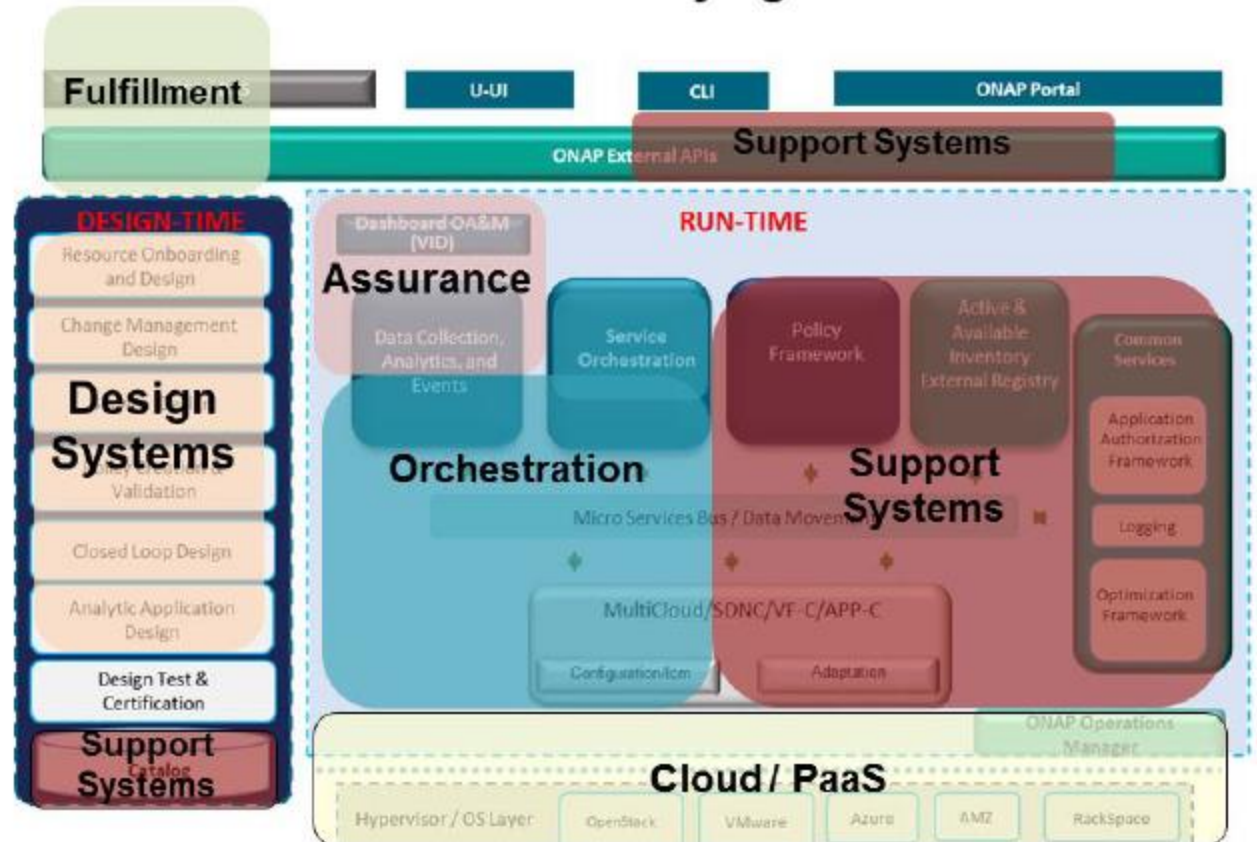 Fulfillment
U-UI
CLI
ONAP Portal
ONAP External APIs
Support Systems
DESIGN-TIME
Resource Onboarding
and Design
Change Management
Design
Design
Systems
Validation
Closed Loop Design
Analytic Application
Design
Design Test &
Certification
Support
Systems
Catalog
RUN-TIME
Dashboard OA&M
(VID)
Assurance
Data Collection,
Analytics, and
Events
Service
Orchestration
Policy
Framework
Active &
Available
Inventory
External Registry
Common
Services
Application
Authorization
Framework
Logging
Optimization
Framework
Orchestration
Support
Systems
Micro Services Bus / Data Movement
MultiCloud/SDNC/VF-C/APP-C
Configuration/lcm
Adaptation
ONAP Operations
Manager
Cloud / PaaS
Hypervisor / OS Layer
OpenStack
VMware
Azure
AMZ
RackSpace